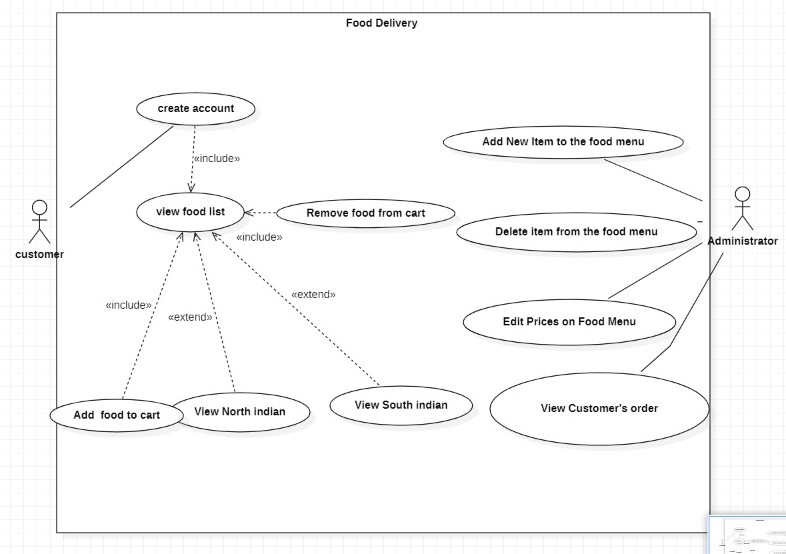 Food Delivery
create account
«include»
Add New Item to the food menu
view food list
Remove food from cart
customer
«include»
Delete item from the food menu
Administrator
«include»
«extend»
«extend»
Edit Prices on Food Menu
Add food to cart
View North indian
View South indian
View Customer's order